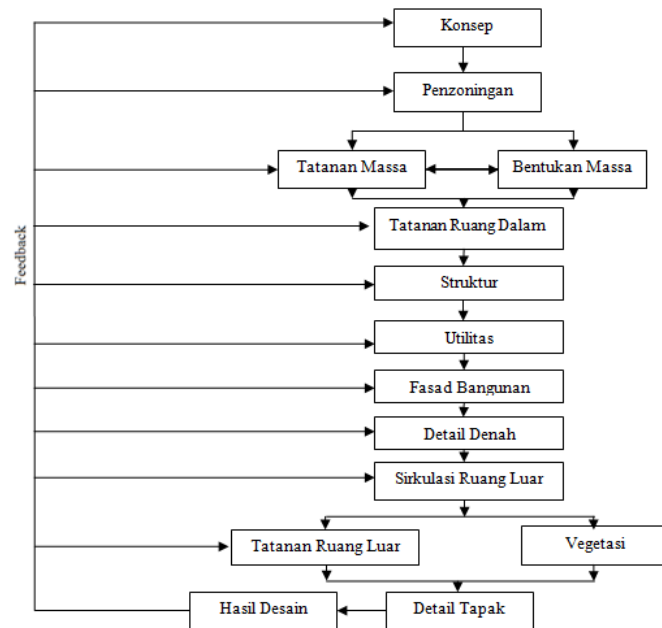 Konsep
Penzoningan
Tatanan Massa
Bentukan Massa
Tatanan Ruang Dalam
Feedback
Struktur
Utilitas
Fasad Bangunan
Detail Denah
Sirkulasi Ruang Luar
Tatanan Ruang Luar
Vegetasi
Hasil Desain
Detail Tapak